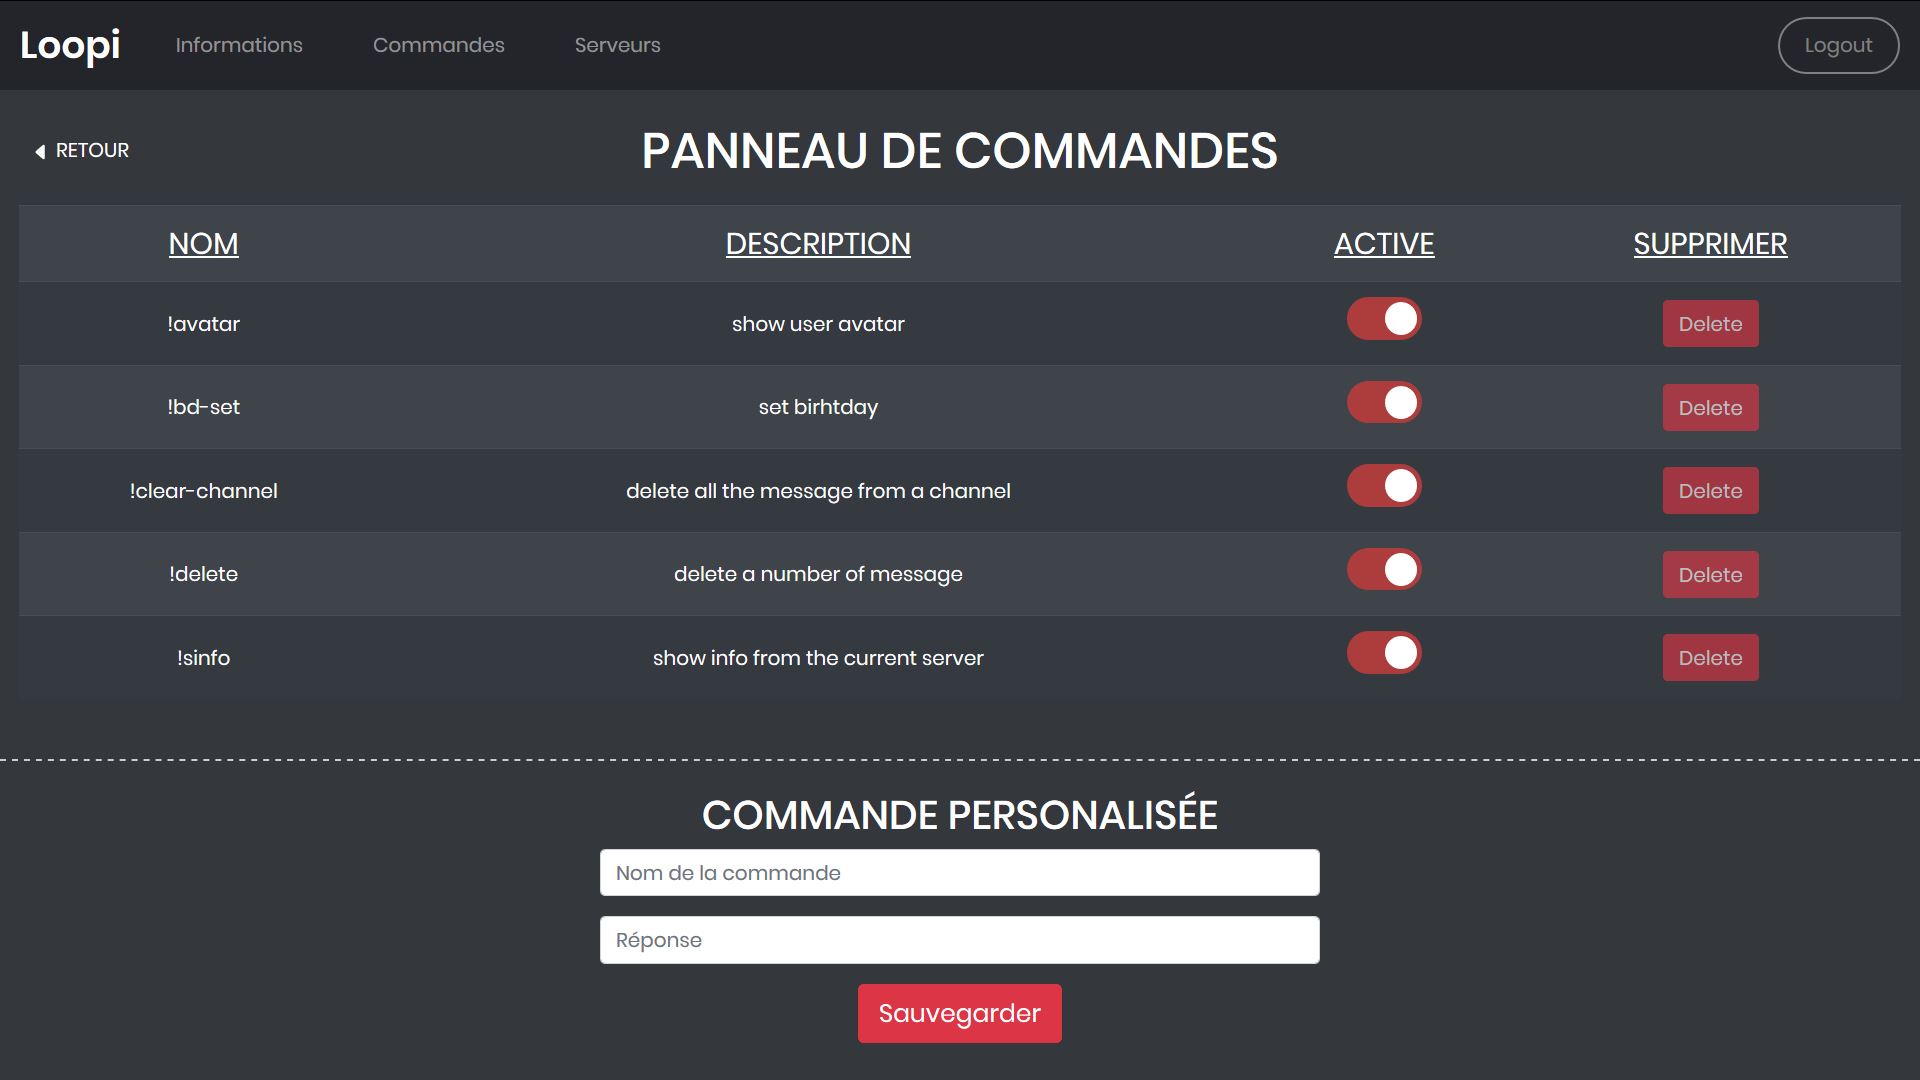 Loopi Informations Commandes Serveurs Logout
RETOUR
PANNEAU DE COMMANDES
NOM DESCRIPTION ACTIVE SUPPRIMER
!avatar show user avatar Delete
!bd-set set birhtday Delete
!clear-channel delete all the message from a channel Delete
!delete delete a number of message Delete
!sinfo show info from the current server Delete
COMMANDE PERSONALISÉE
Nom de la commande
Réponse
Sauvegarder